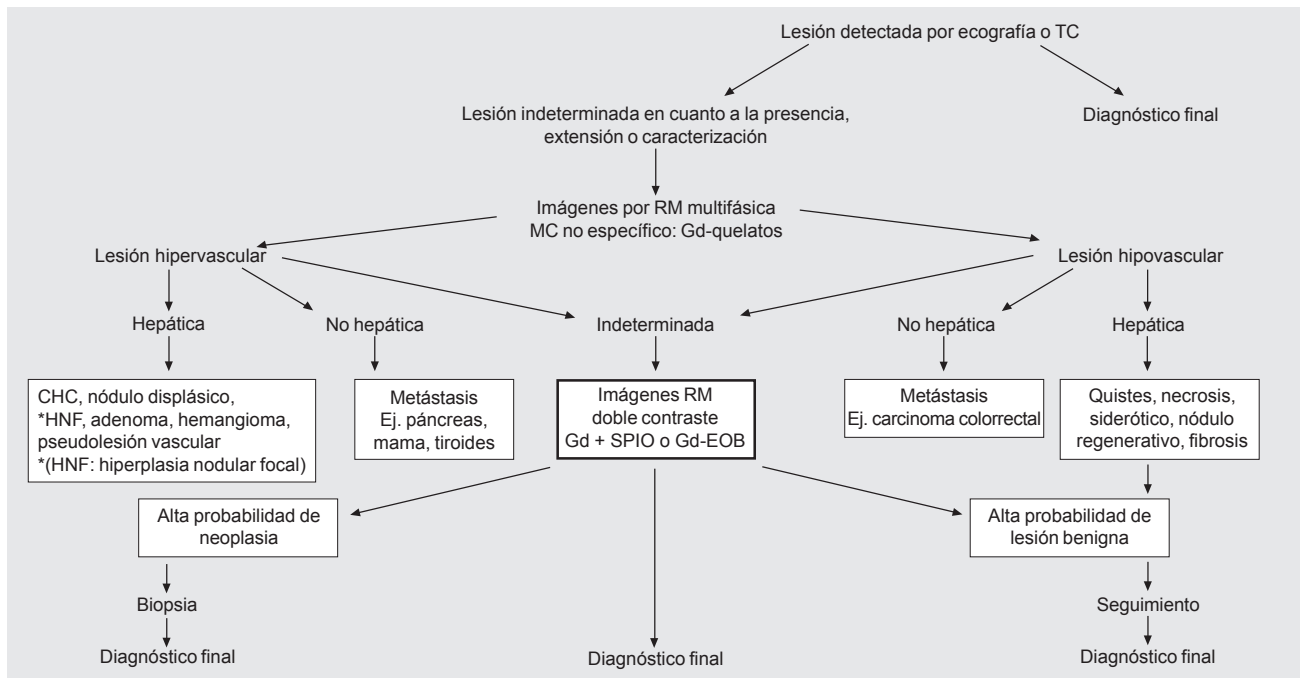 Lesión detectada por ecografía o TC
Lesión indeterminada en cuanto a la presencia,
extensión o caracterización
Diagnóstico final
Imágenes por RM multifásica
MC no específico: Gd-quelatos
Lesión hipervascular
Lesión hipovascular
Hepática
No hepática
Indeterminada
No hepática
Hepática
CHC, nódulo displásico,
*HNF, adenoma, hemangioma,
pseudolesión vascular
*(HNF: hiperplasia nodular focal)
Metástasis
Ej. páncreas,
mama, tiroides
Imágenes RM
doble contraste
Gd + SPIO o Gd-EOB
Metástasis
Ej. carcinoma colorrectal
Quistes, necrosis,
siderótico, nódulo
regenerativo, fibrosis
Alta probabilidad de
neoplasia
Alta probabilidad de
lesión benigna
Biopsia
Seguimiento
Diagnóstico final
Diagnóstico final
Diagnóstico final